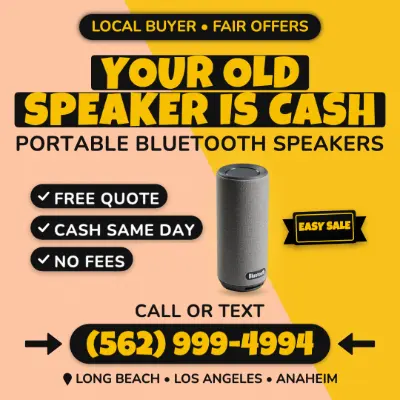 LOCAL BUYER • FAIR OFFERS
YOUR OLD
SPEAKER IS CASH
PORTABLE BLUETOOTH SPEAKERS
FREE QUOTE
CASH SAME DAY
NO FEES
Bluetooth
EASY SALE
CALL OR TEXT
(562) 999-4994
LONG BEACH • LOS ANGELES • ANAHEIM